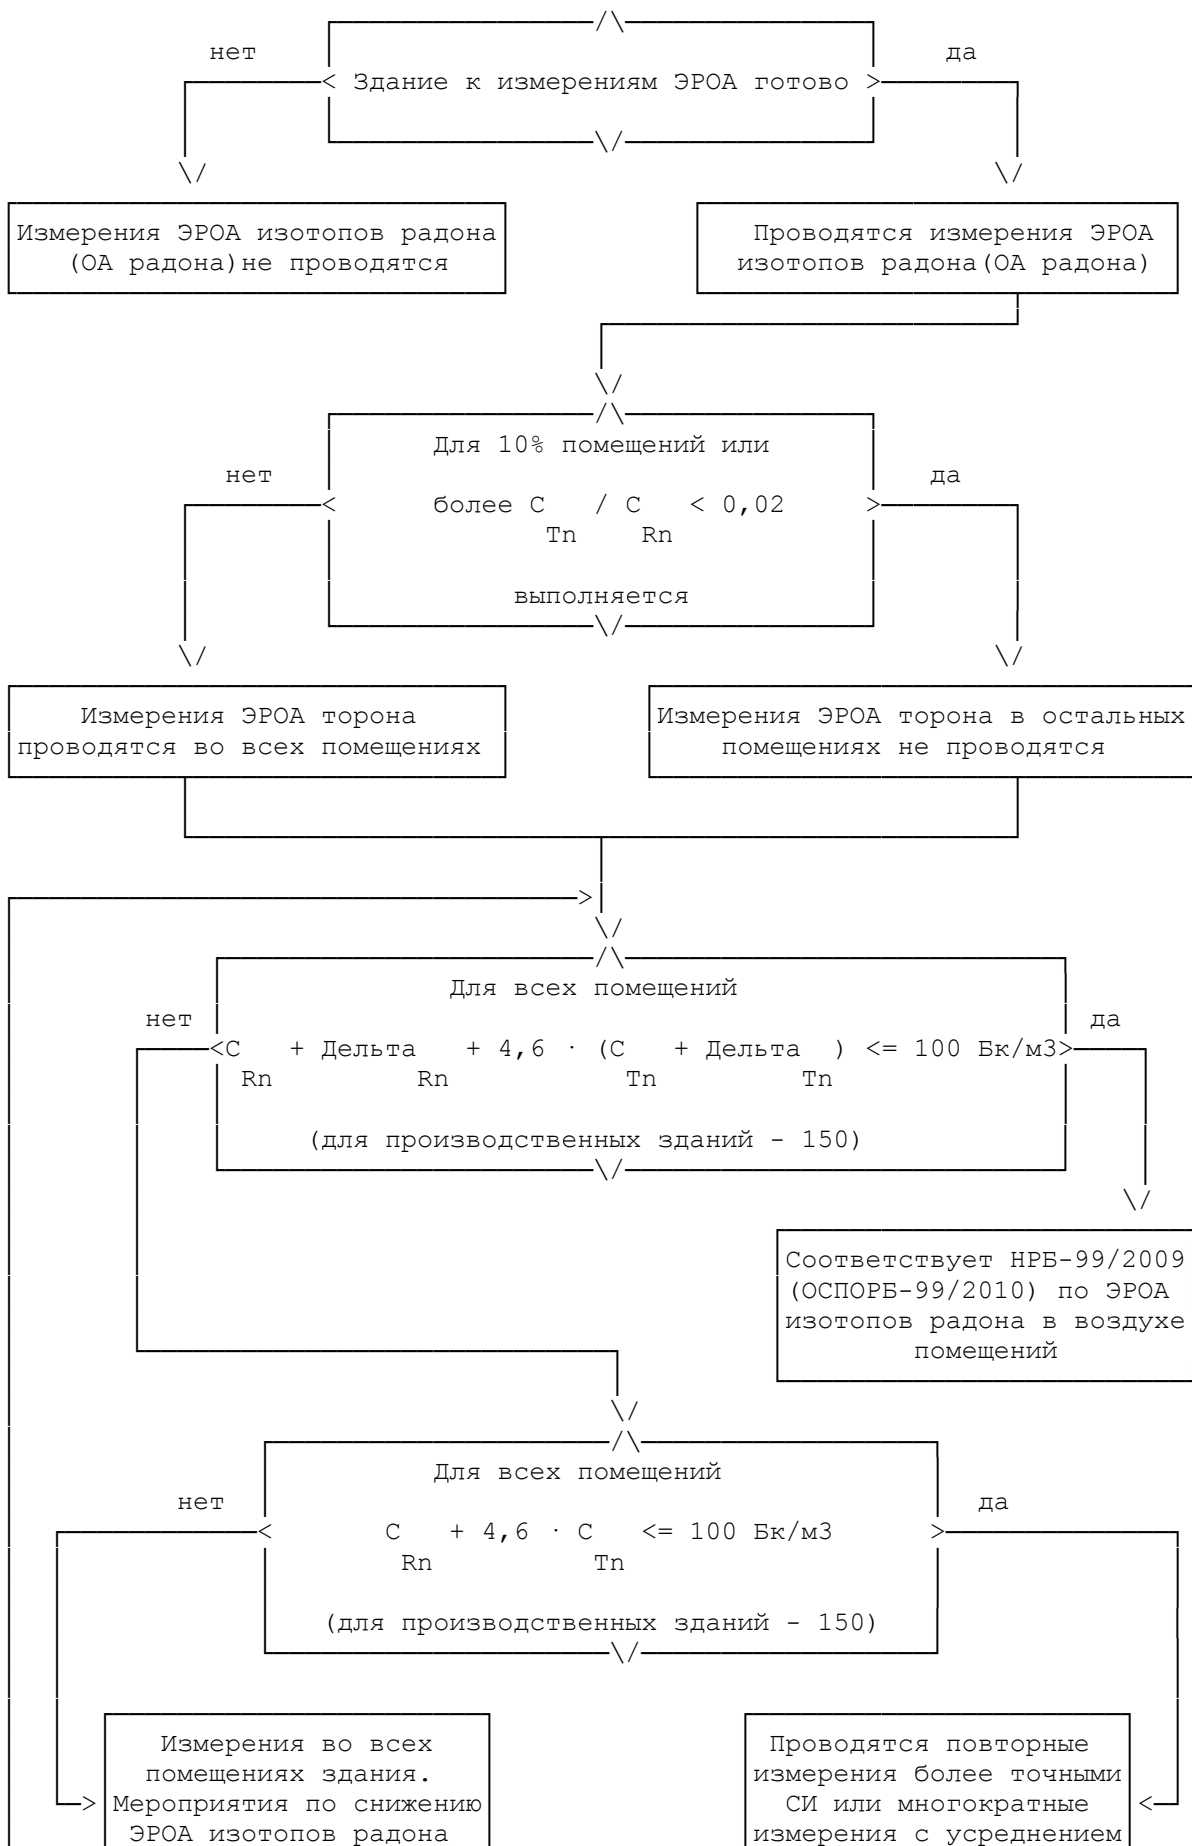 нет
да
Здание к измерениям ЭРОА готово
Измерения ЭРОА изотопов радона
(ОА радона)не проводятся
Проводятся измерения ЭРОА
изотопов радона(ОА радона)
Для 10% помещений или
нет
да
более C / C < 0,02
Tn Rn
выполняется
Измерения ЭРОА торона
проводятся во всех помещениях
Измерения ЭРОА торона в остальных
помещениях не проводятся
Для всех помещений
нет
да
C + Дельта + 4,6 · (C + Дельта ) <= 100 Бк/м3
Rn Rn Tn Tn
(для производственных зданий - 150)
Соответствует НРБ-99/2009
(ОСПОРБ-99/2010) по ЭРОА
изотопов радона в воздухе
помещений
Для всех помещений
нет
да
C + 4,6 · C <= 100 Бк/м3
Rn Tn
(для производственных зданий - 150)
Измерения во всех
помещениях здания.
Мероприятия по снижению
ЭРОА изотопов радона
Проводятся повторные
измерения более точными
СИ или многократные
измерения с усреднением